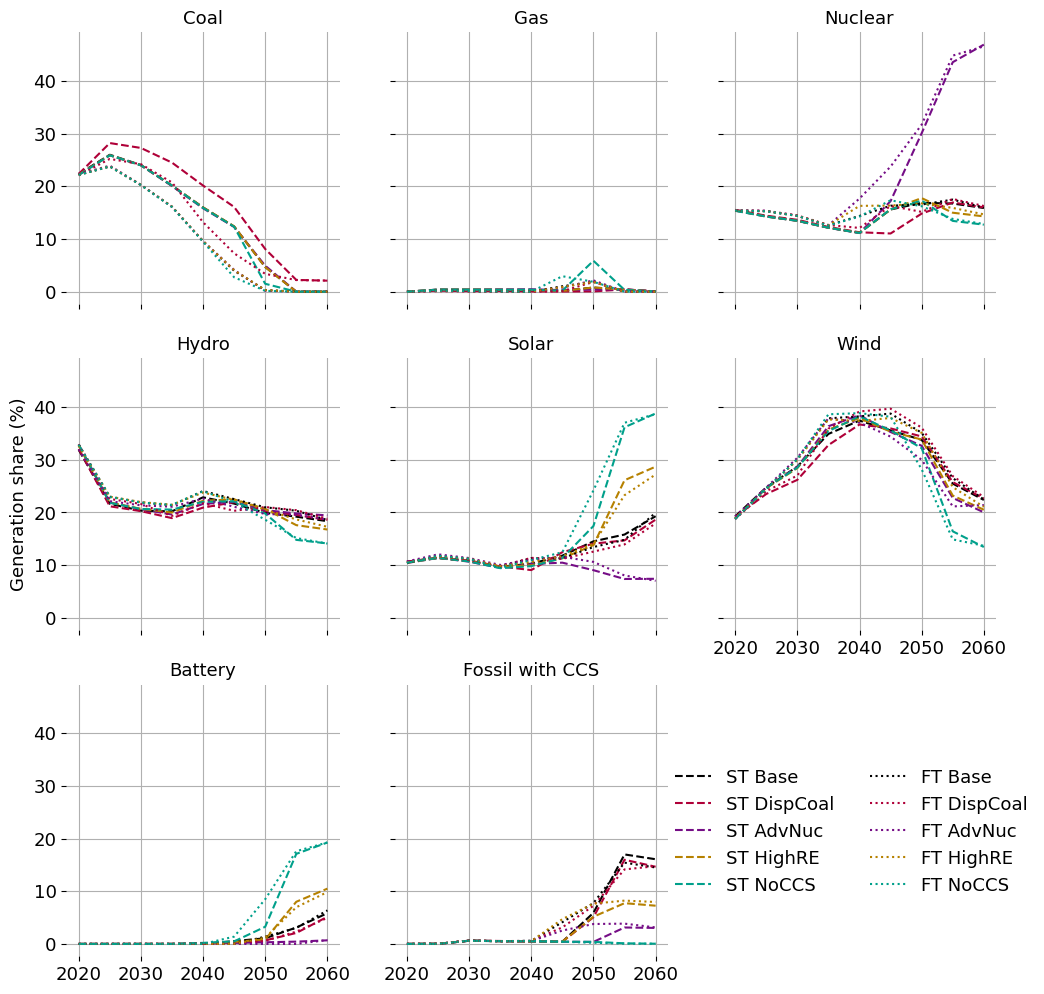 Coal Gas Nuclear
40
30
20
10
0
Hydro Solar Wind
Generation share (%)
40
30
20
10
0
2020 2030 2040 2050 2060
Battery Fossil with CCS
40
30
20
10
0
2020 2030 2040 2050 2060 2020 2030 2040 2050 2060
ST Base FT Base
ST DispCoal FT DispCoal
ST AdvNuc FT AdvNuc
ST HighRE FT HighRE
ST NoCCS FT NoCCS